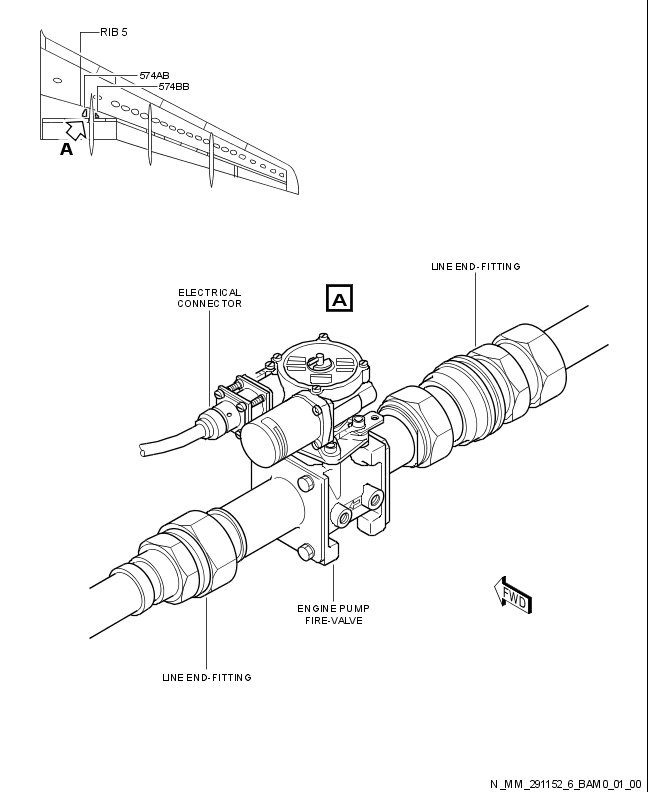 RIB 5
574AB
574BB
A
LINE END-FITTING
ELECTRICAL
CONNECTOR
A
FWD
ENGINE PUMP
FIRE-VALVE
LINE END-FITTING
N_MM_291152_6_BAM0_01_00